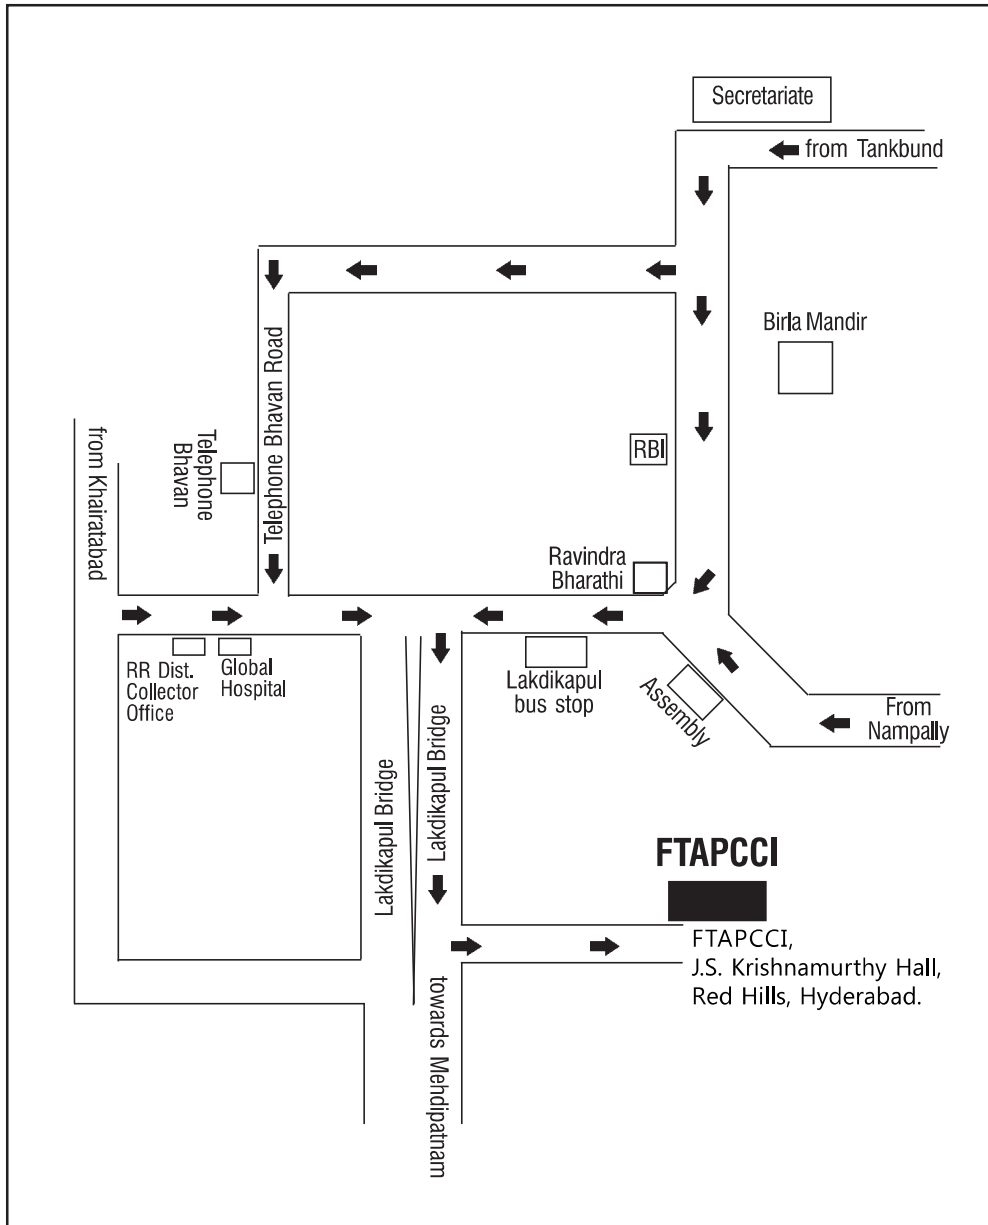 Secretariate
from Tankbund
Birla Mandir
Telephone Bhavan Road
RBI
from Khairatabad
Telephone
Bhavan
Ravindra
Bharathi
RR Dist.
Collector
Office
Global
Hospital
Lakdikapul
bus stop
Assembly
From
Nampally
Lakdikapul Bridge
Lakdikapul Bridge
FTAPCCI
FTAPCCI,
J.S. Krishnamurthy Hall,
Red Hills, Hyderabad.
towards Mehdipatnam